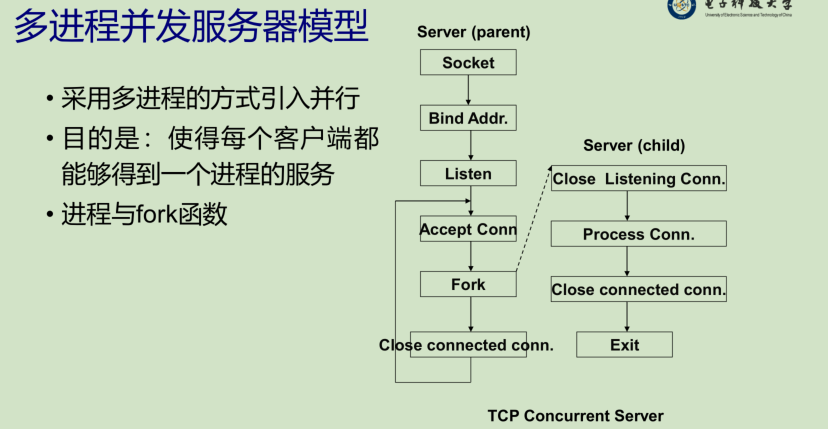 多进程并发服务器模型
电子科技大学
University of Electronic Science and Technology of China
• 采用多进程的方式引入并行
• 目的是：使得每个客户端都
能够得到一个进程的服务
• 进程与fork函数
Server (parent)
Socket
Bind Addr.
Listen
Accept Conn
Fork
Close connected conn.
Server (child)
Close Listening Conn.
Process Conn.
Close connected conn.
Exit
TCP Concurrent Server